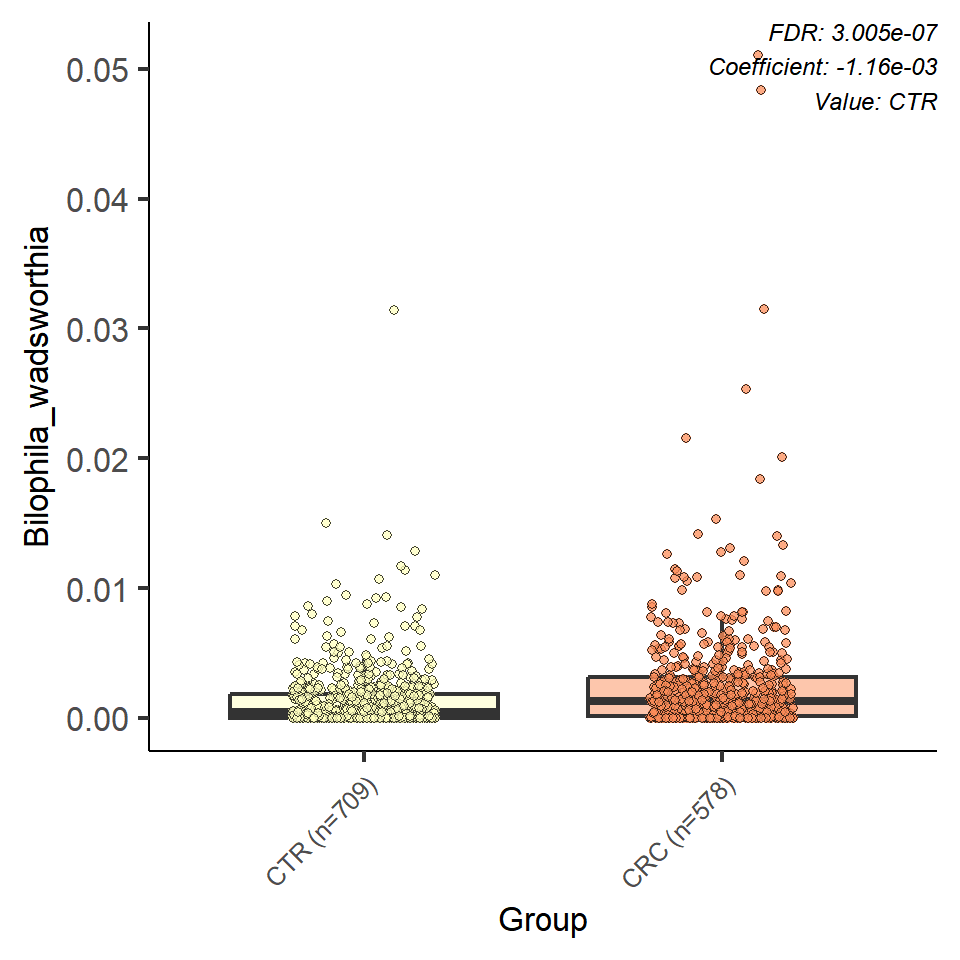 FDR: 3.005e-07
Coefficient: -1.16e-03
Value: CTR
0.05
0.04
0.03
0.02
0.01
0.00
Bilophila_wadsworthia
CTR (n=709)
CRC (n=578)
Group